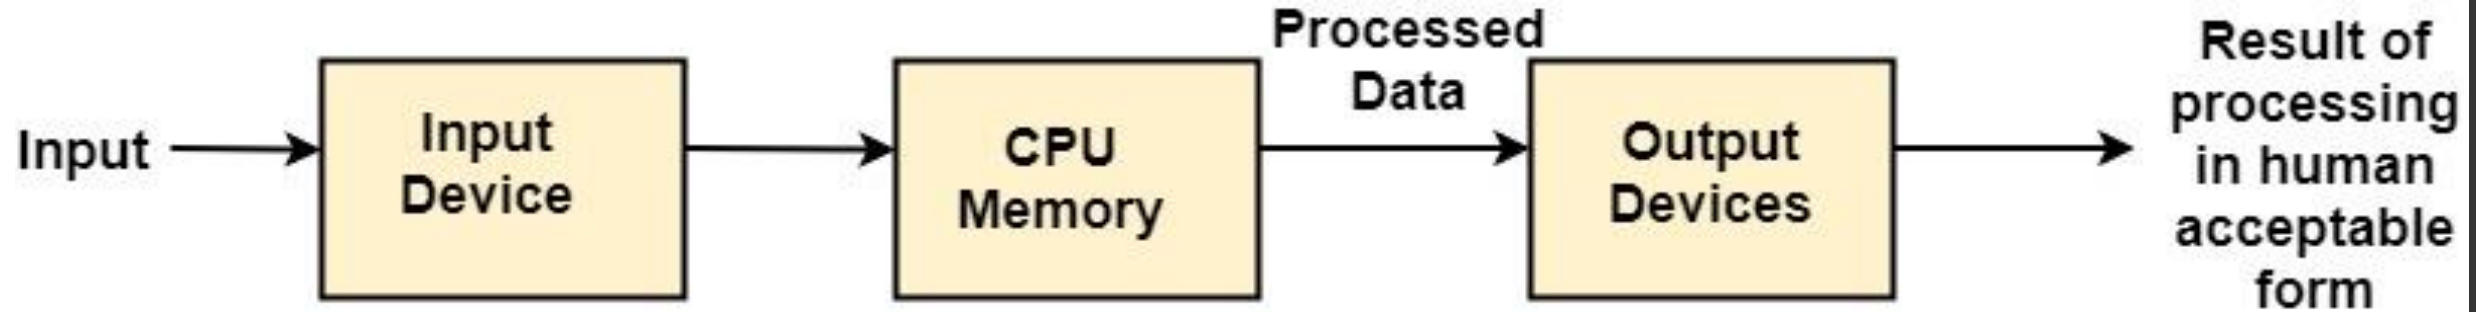 Input
Input
Device
CPU
Memory
Processed
Data
Output
Devices
Result of
processing
in human
acceptable
form